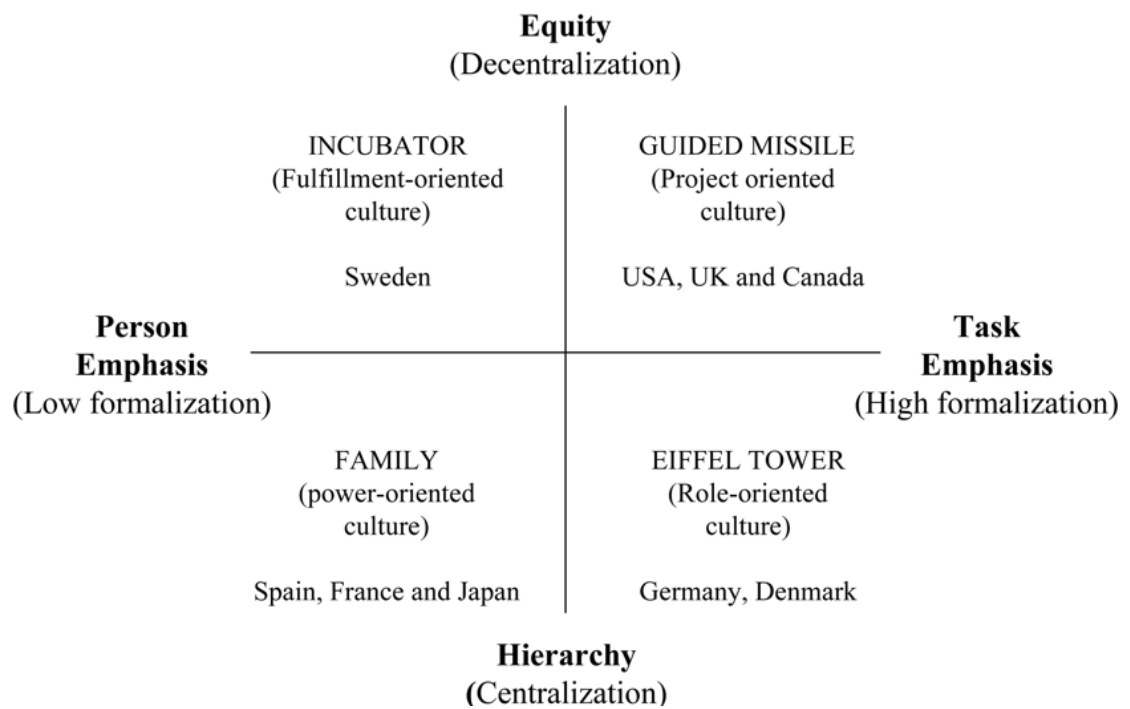 Equity
(Decentralization)
INCUBATOR
(Fulfillment-oriented
culture)
Sweden
GUIDED MISSILE
(Project oriented
culture)
USA, UK and Canada
Person
Emphasis
(Low formalization)
Task
Emphasis
(High formalization)
FAMILY
(power-oriented
culture)
Spain, France and Japan
EIFFEL TOWER
(Role-oriented
culture)
Germany, Denmark
Hierarchy
(Centralization)